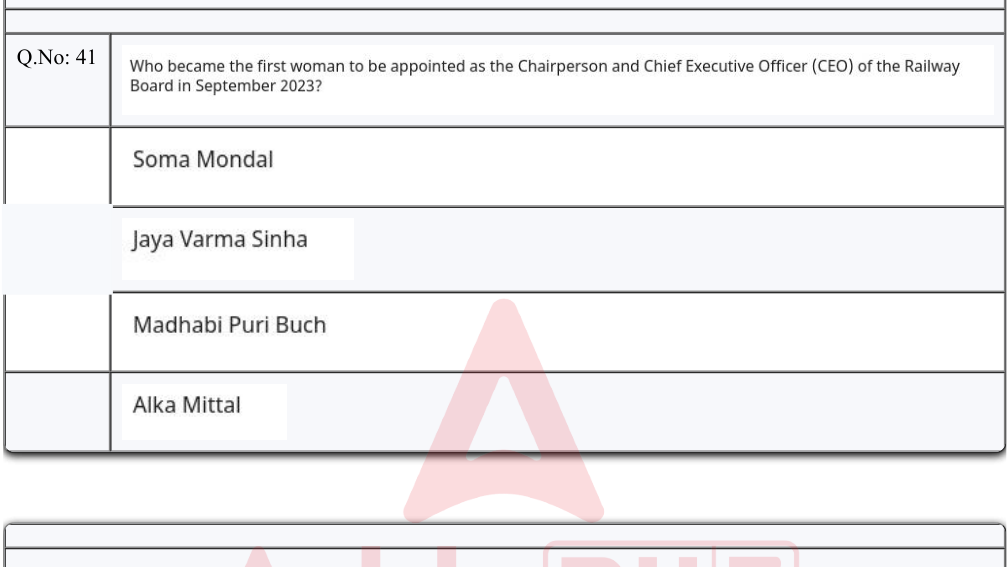 Q.No: 41
Who became the first woman to be appointed as the Chairperson and Chief Executive Officer (CEO) of the Railway
Board in September 2023?
Soma Mondal
Jaya Varma Sinha
Madhabi Puri Buch
Alka Mittal